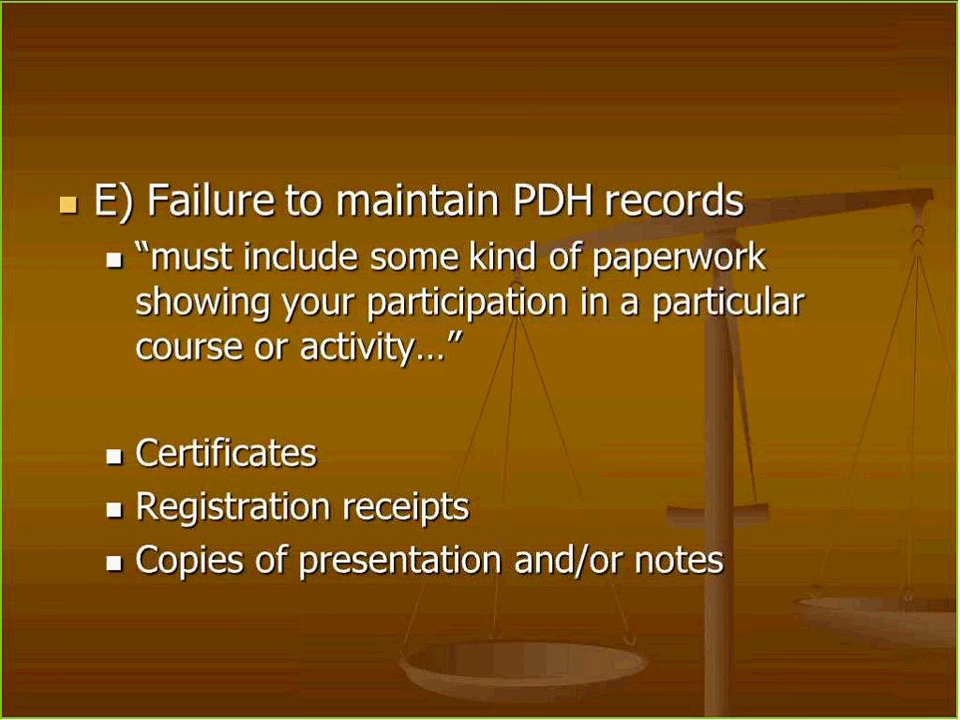 E) Failure to maintain PDH records
“must include some kind of paperwork
showing your participation in a particular
course or activity…”
Certificates
Registration receipts
Copies of presentation and/or notes